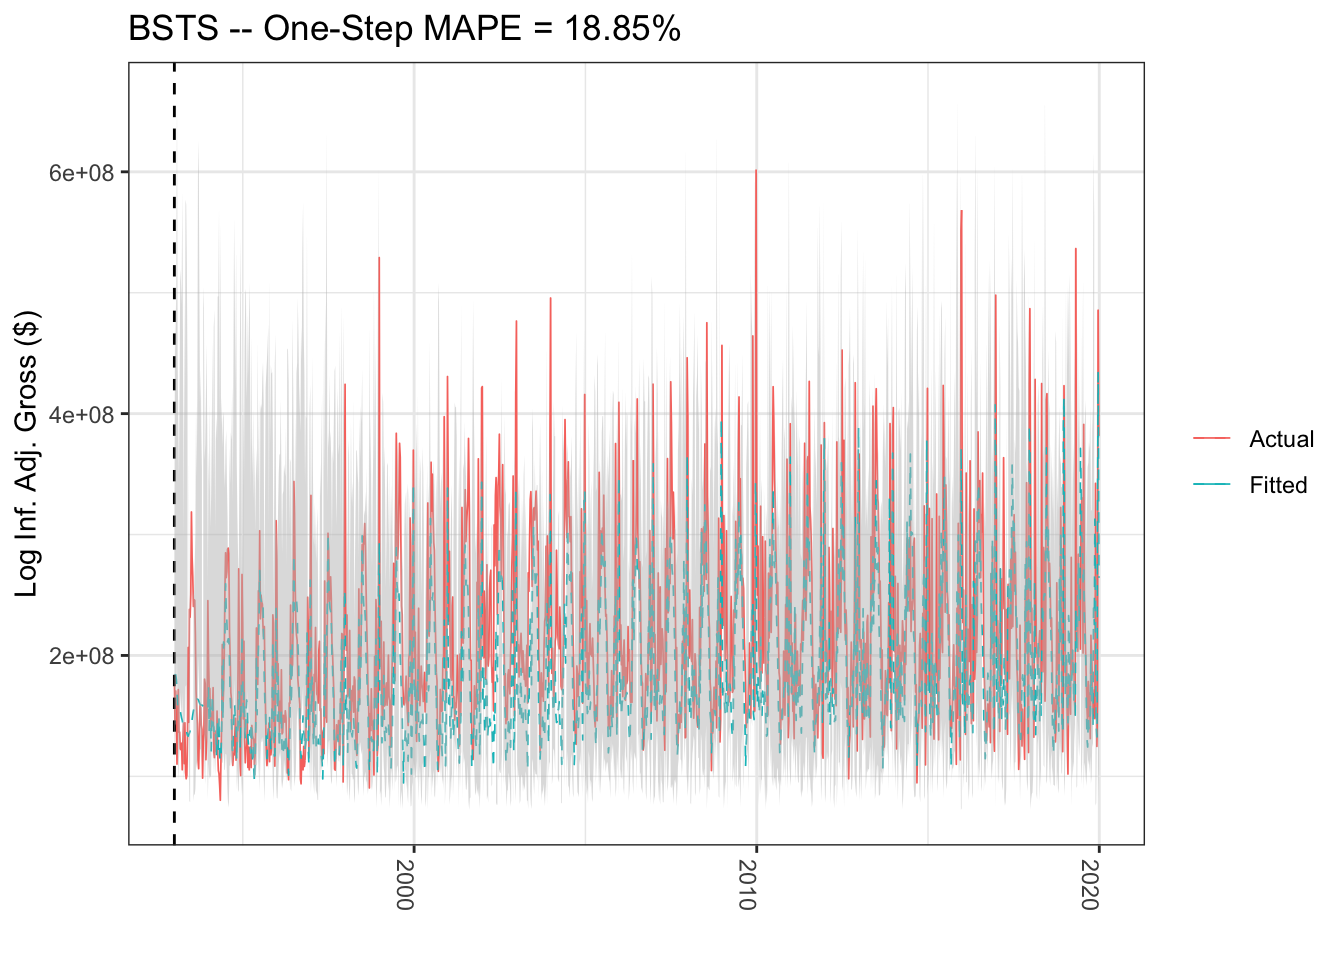 BSTS -- One-Step MAPE = 18.85%
Log Inf. Adj. Gross ($)
6e+08
4e+08
2e+08
2000
2010
2020
Actual
Fitted